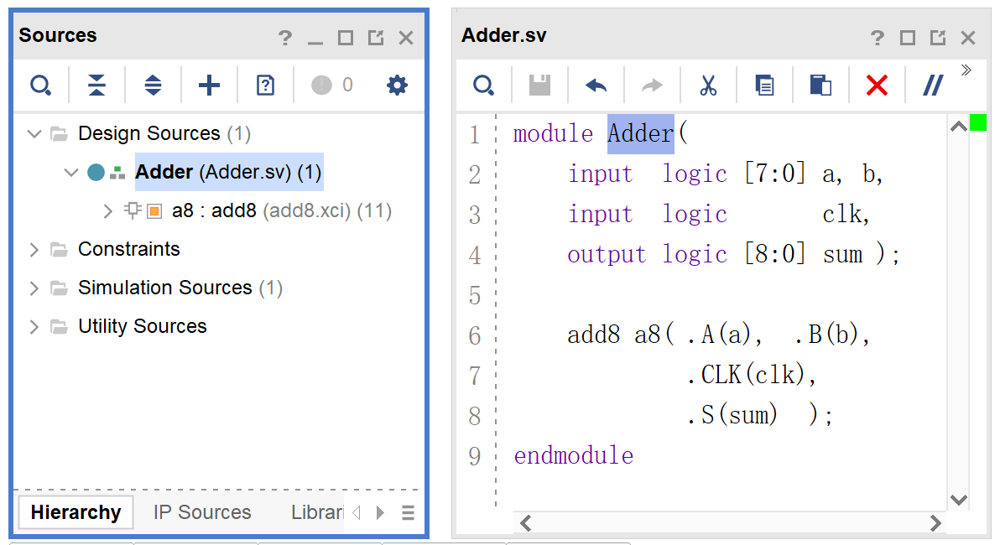 Sources
?
0
Design Sources (1)
Adder (Adder.sv) (1)
a8 : add8 (add8.xci) (11)
Constraints
Simulation Sources (1)
Utility Sources
Hierarchy IP Sources Librari
Adder.sv
?
1 module Adder(
2 input logic [7:0] a, b,
3 input logic clk,
4 output logic [8:0] sum );
5
6 add8 a8( .A(a), .B(b),
7 .CLK(clk),
8 .S(sum) );
9 endmodule